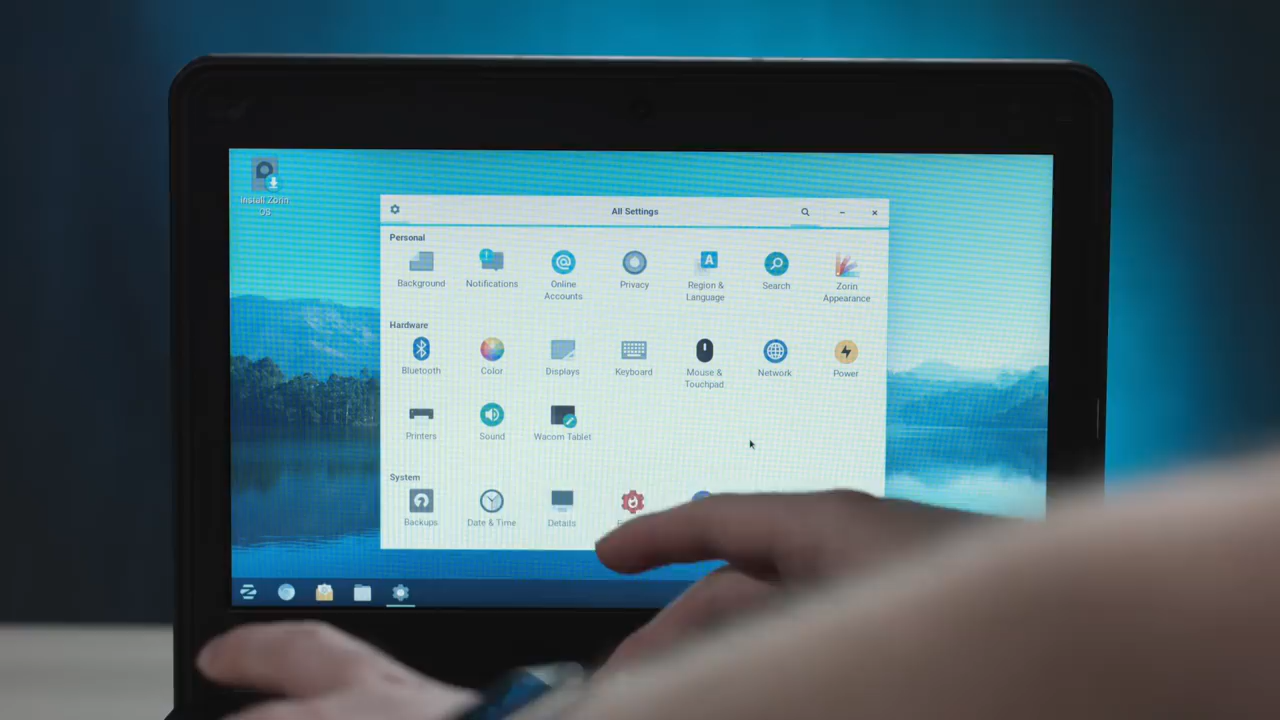 Install Zorin
OS
All Settings
Personal
Background
Notifications
Online
Accounts
Privacy
Region &
Language
Search
Zorin
Appearance
Hardware
Bluetooth
Color
Displays
Keyboard
Mouse &
Touchpad
Network
Power
Printers
Sound
Wacom Tablet
System
Backups
Date & Time
Details